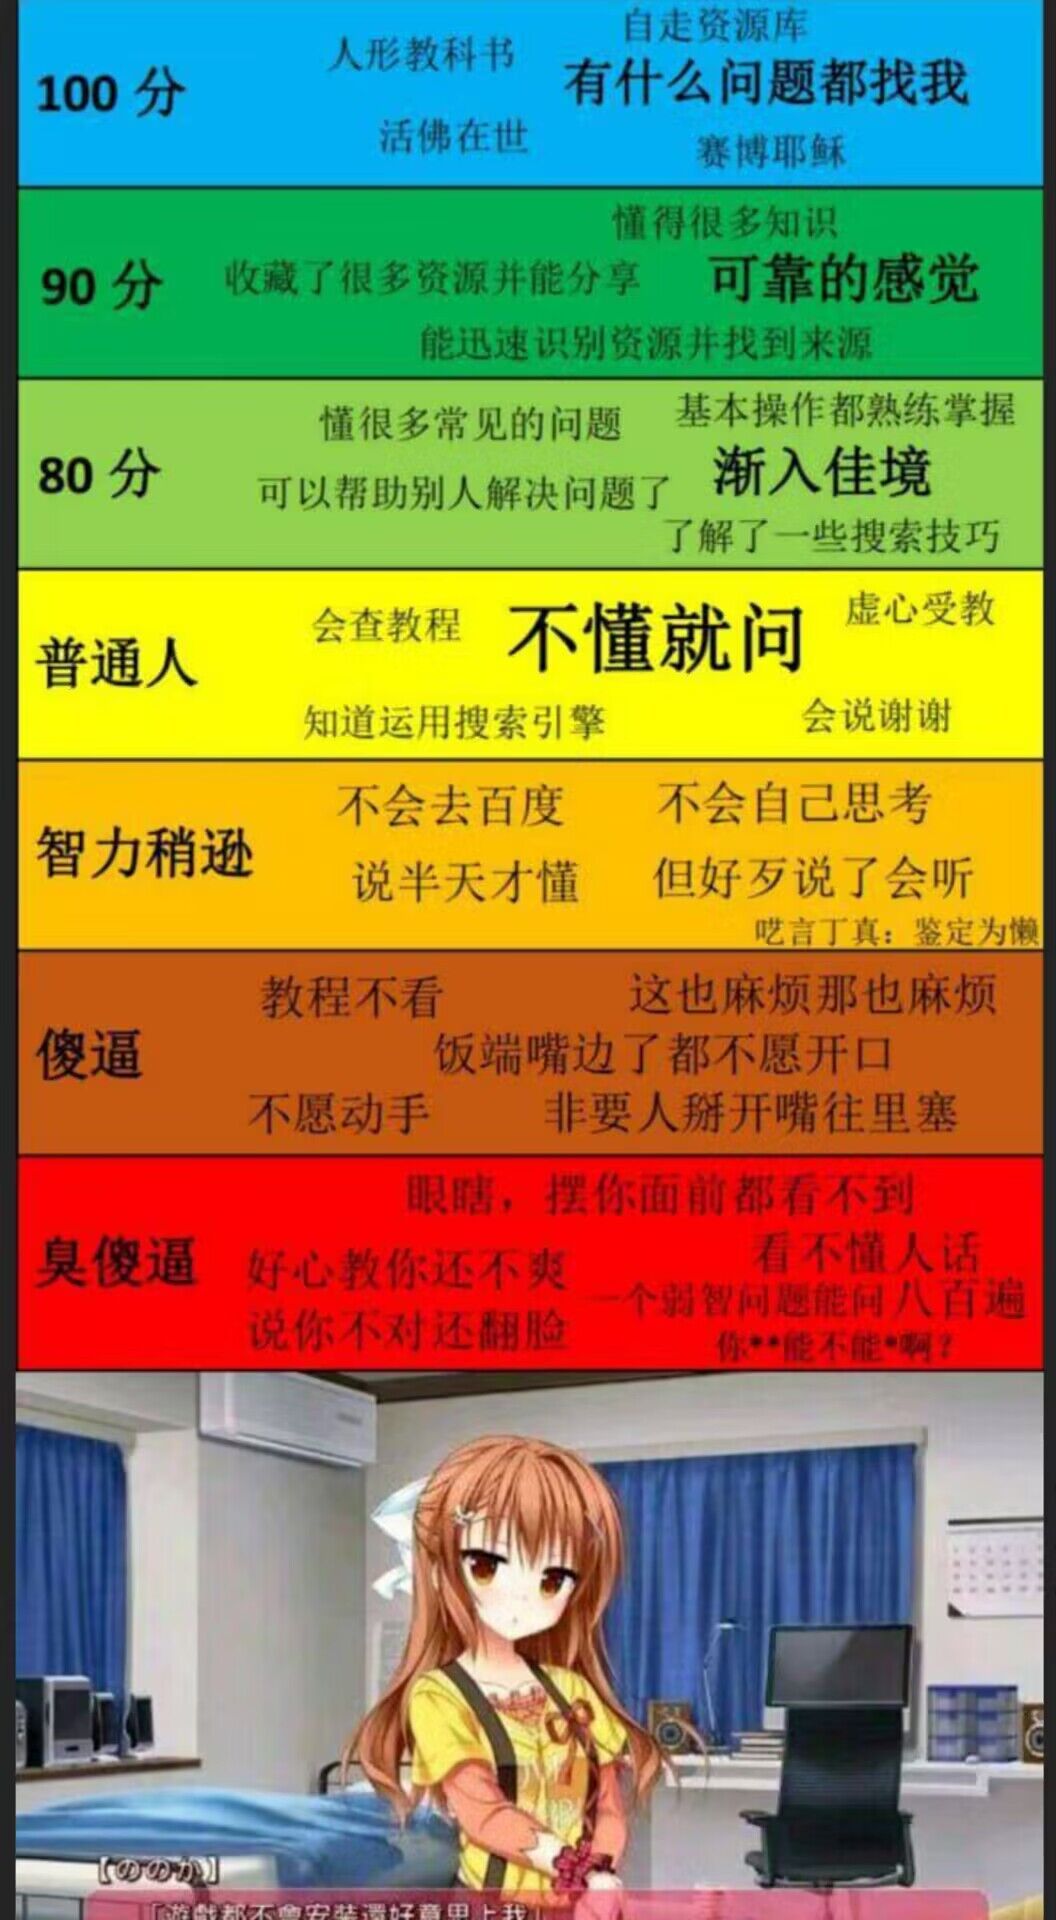 自走资源库
人形教科书
有什么问题都找我
100 分
活佛在世
赛博耶稣
懂得很多知识
90 分
收藏了很多资源并能分享
可靠的感觉
能迅速识别资源并找到来源
懂很多常见的问题
基本操作都熟练掌握
80 分
可以帮助别人解决问题了
渐入佳境
了解了一些搜索技巧
普通人
会查教程
不懂就问
虚心受教
知道运用搜索引擎
会说谢谢
智力稍逊
不会去百度
不会自己思考
说半天才懂
但好歹说了会听
呓言丁真：鉴定为懒
傻逼
教程不看
这也麻烦那也麻烦
饭端嘴边了都不愿开口
不愿动手
非要人掰开嘴往里塞
臭傻逼
眼瞎，摆你面前都看不到
好心教你还不爽
看不懂人话
一个弱智问题能问八百遍
说你不对还翻脸
你**能不能*啊？
【ののか】
「遊戲都不會安裝還好意思上我」